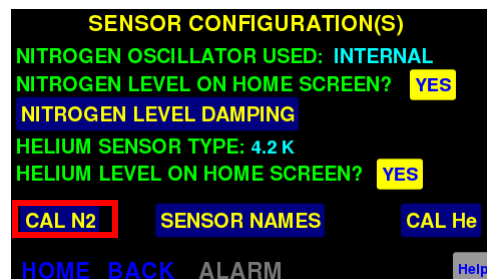 SENSOR CONFIGURATION(S)
NITROGEN OSCILLATOR USED: INTERNAL
NITROGEN LEVEL ON HOME SCREEN? YES
NITROGEN LEVEL DAMPING
HELIUM SENSOR TYPE: 4.2 K
HELIUM LEVEL ON HOME SCREEN? YES
CAL N2 SENSOR NAMES CAL He
HOME BACK ALARM Help